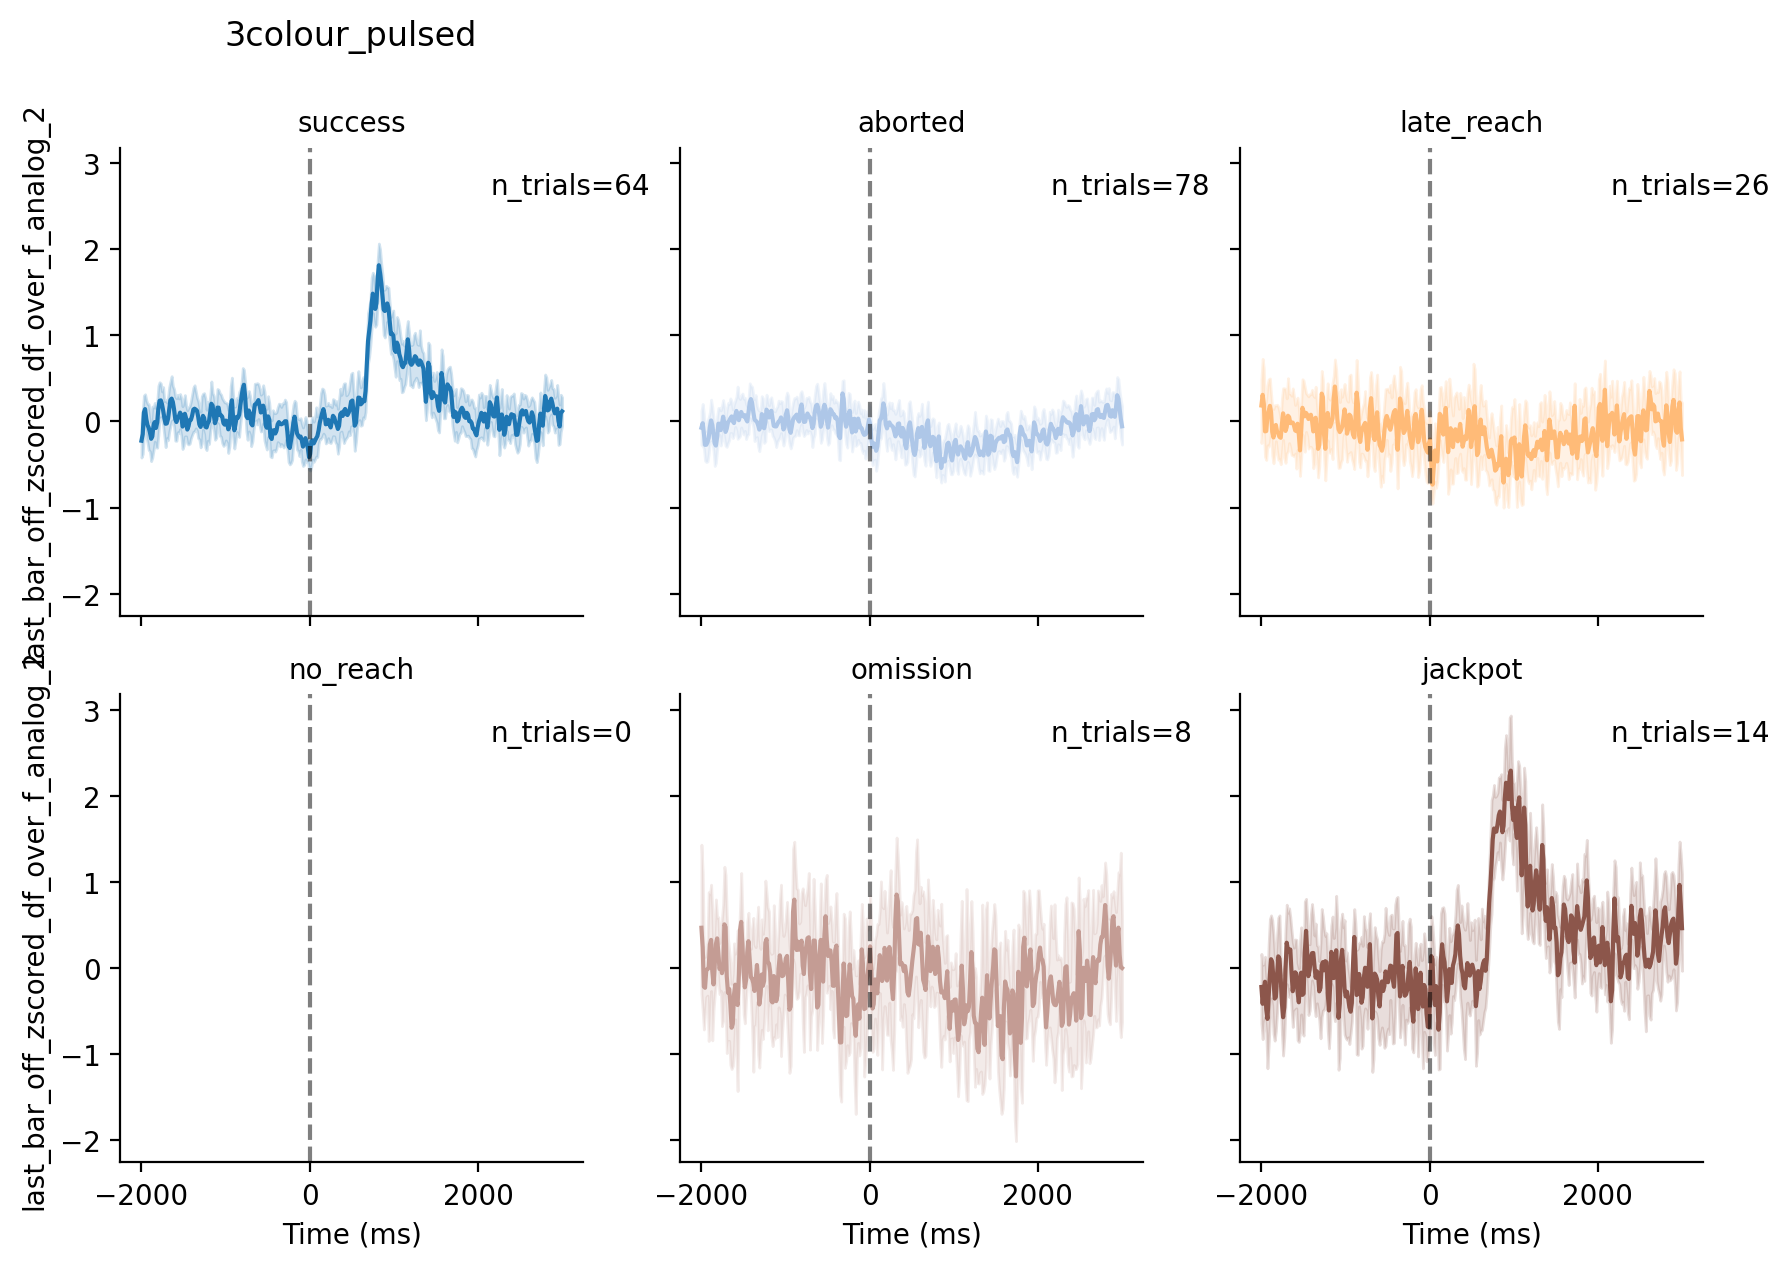 3colour_pulsed
success
aborted
late_reach
last_bar_off_zscored_df_over_f_analog_2
3
2
1
0
−1
−2
n_trials=64
n_trials=78
n_trials=26
no_reach
omission
jackpot
last_bar_off_zscored_df_over_f_analog_2
3
2
1
0
−1
−2
n_trials=0
n_trials=8
n_trials=14
−2000 0 2000
−2000 0 2000
−2000 0 2000
Time (ms)
Time (ms)
Time (ms)